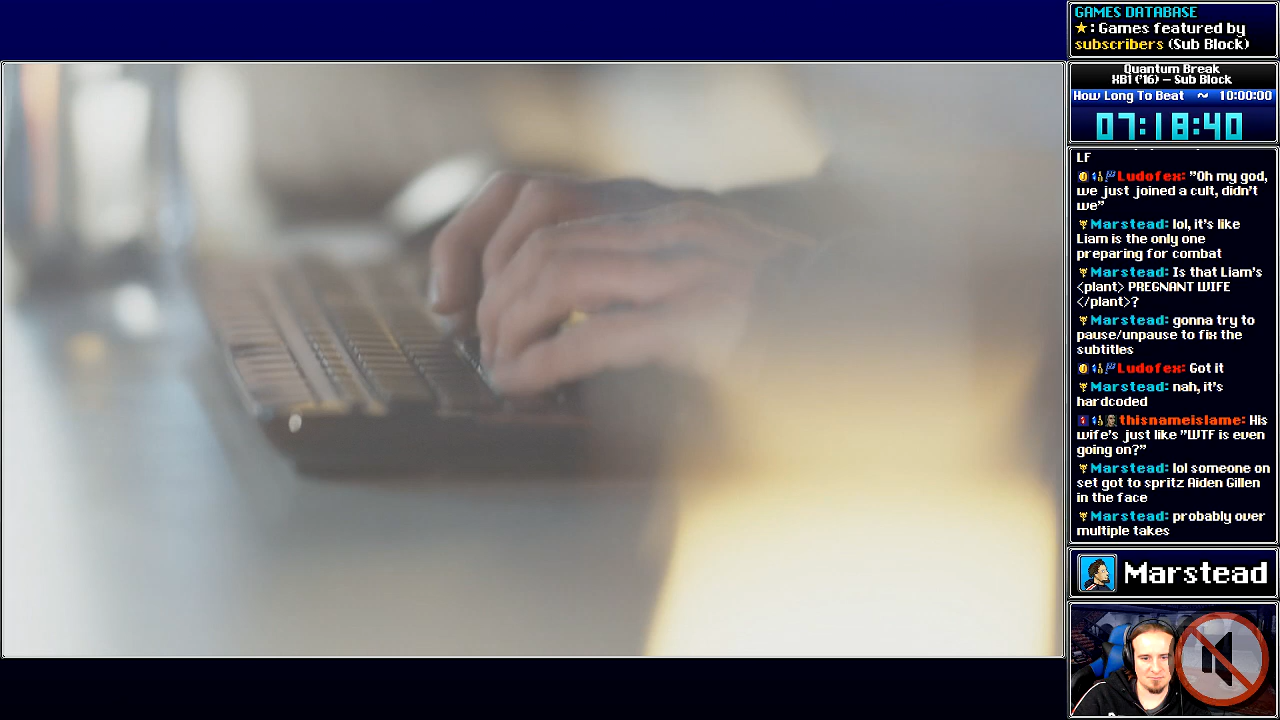 GAMES DATABASE
★: Games featured by
subscribers (Sub Block)
Quantum Break
XB1 ('16) – Sub Block
How Long To Beat ~ 10:00:00
07:18:40
LF
Ludofex: "Oh my god,
we just joined a cult, didn't
we"
Marstead: lol, it's like
Liam is the only one
preparing for combat
Marstead: Is that Liam's
<plant> PREGNANT WIFE
</plant>?
Marstead: gonna try to
pause/unpause to fix the
subtitles
Ludofex: Got it
Marstead: nah, it's
hardcoded
thisnameislame: His
wife's just like "WTF is even
going on?"
Marstead: lol someone on
set got to spritz Aiden Gillen
in the face
Marstead: probably over
multiple takes
Marstead